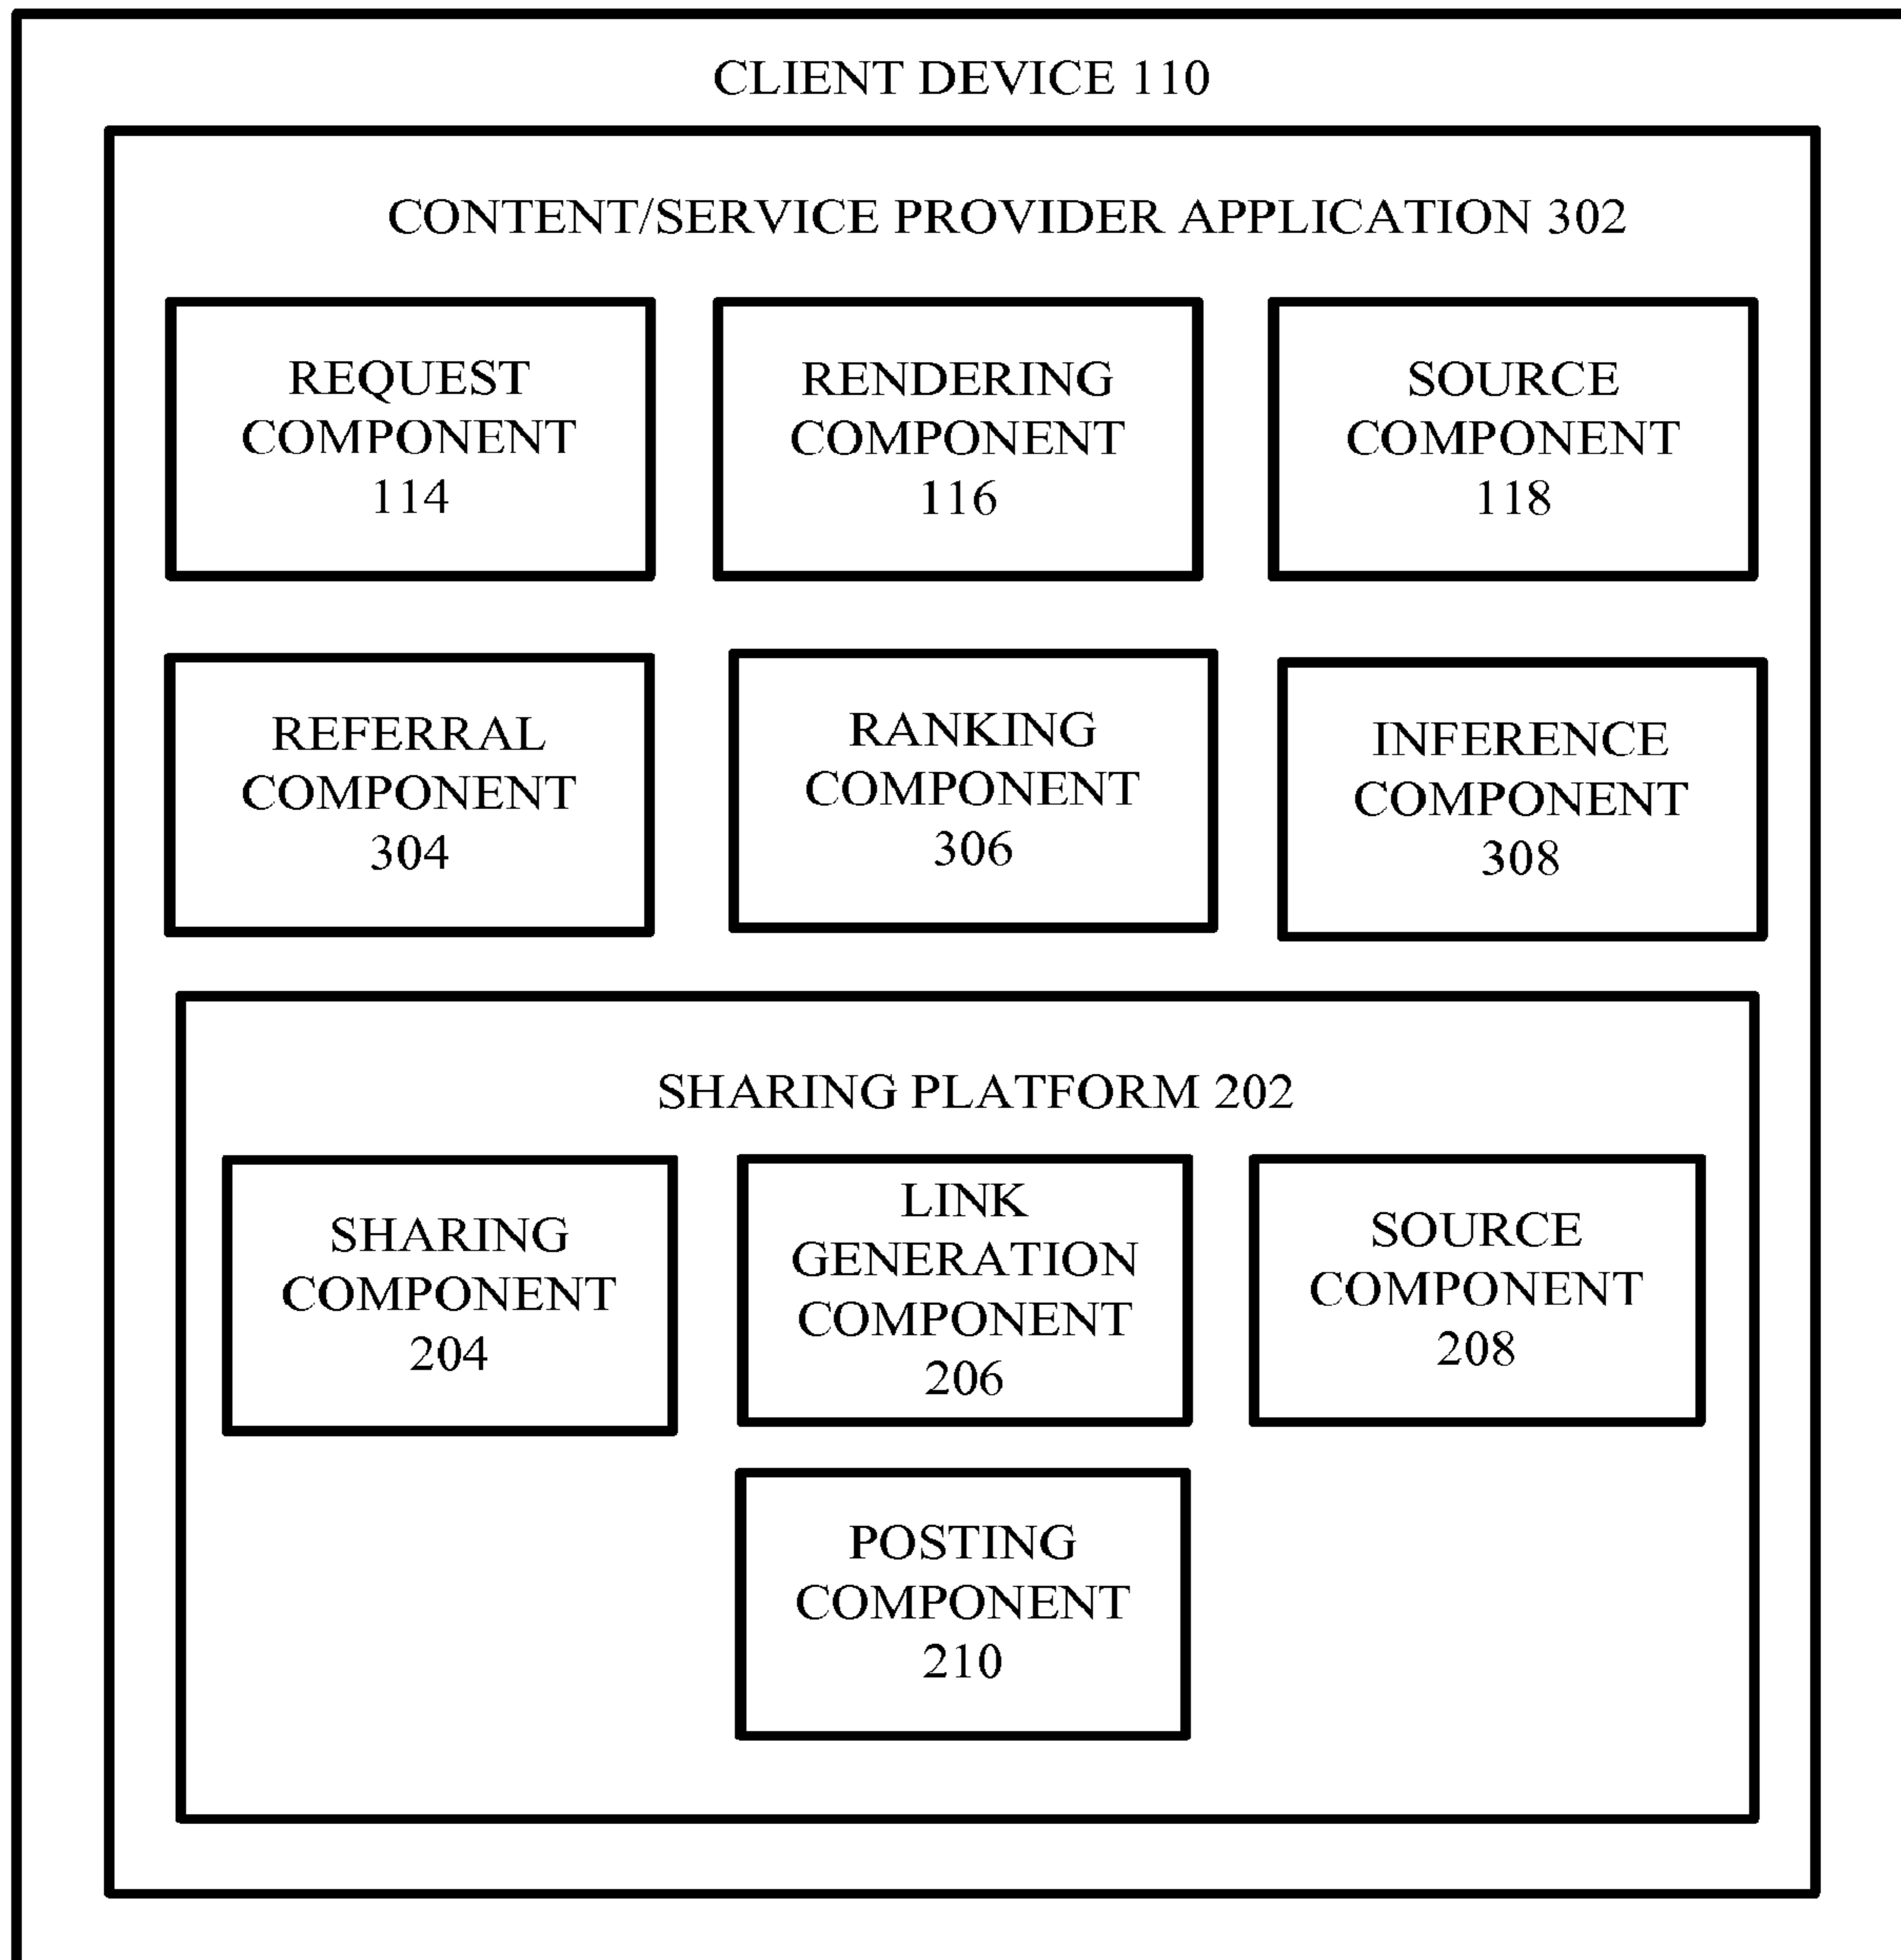 CLIENT DEVICE 110
CONTENT/SERVICE PROVIDER APPLICATION 302
REQUEST
COMPONENT
114
RENDERING
COMPONENT
116
SOURCE
COMPONENT
118
REFERRAL
COMPONENT
304
RANKING
COMPONENT
306
INFERENCE
COMPONENT
308
SHARING PLATFORM 202
SHARING
COMPONENT
204
LINK
GENERATION
COMPONENT
206
SOURCE
COMPONENT
208
POSTING
COMPONENT
210